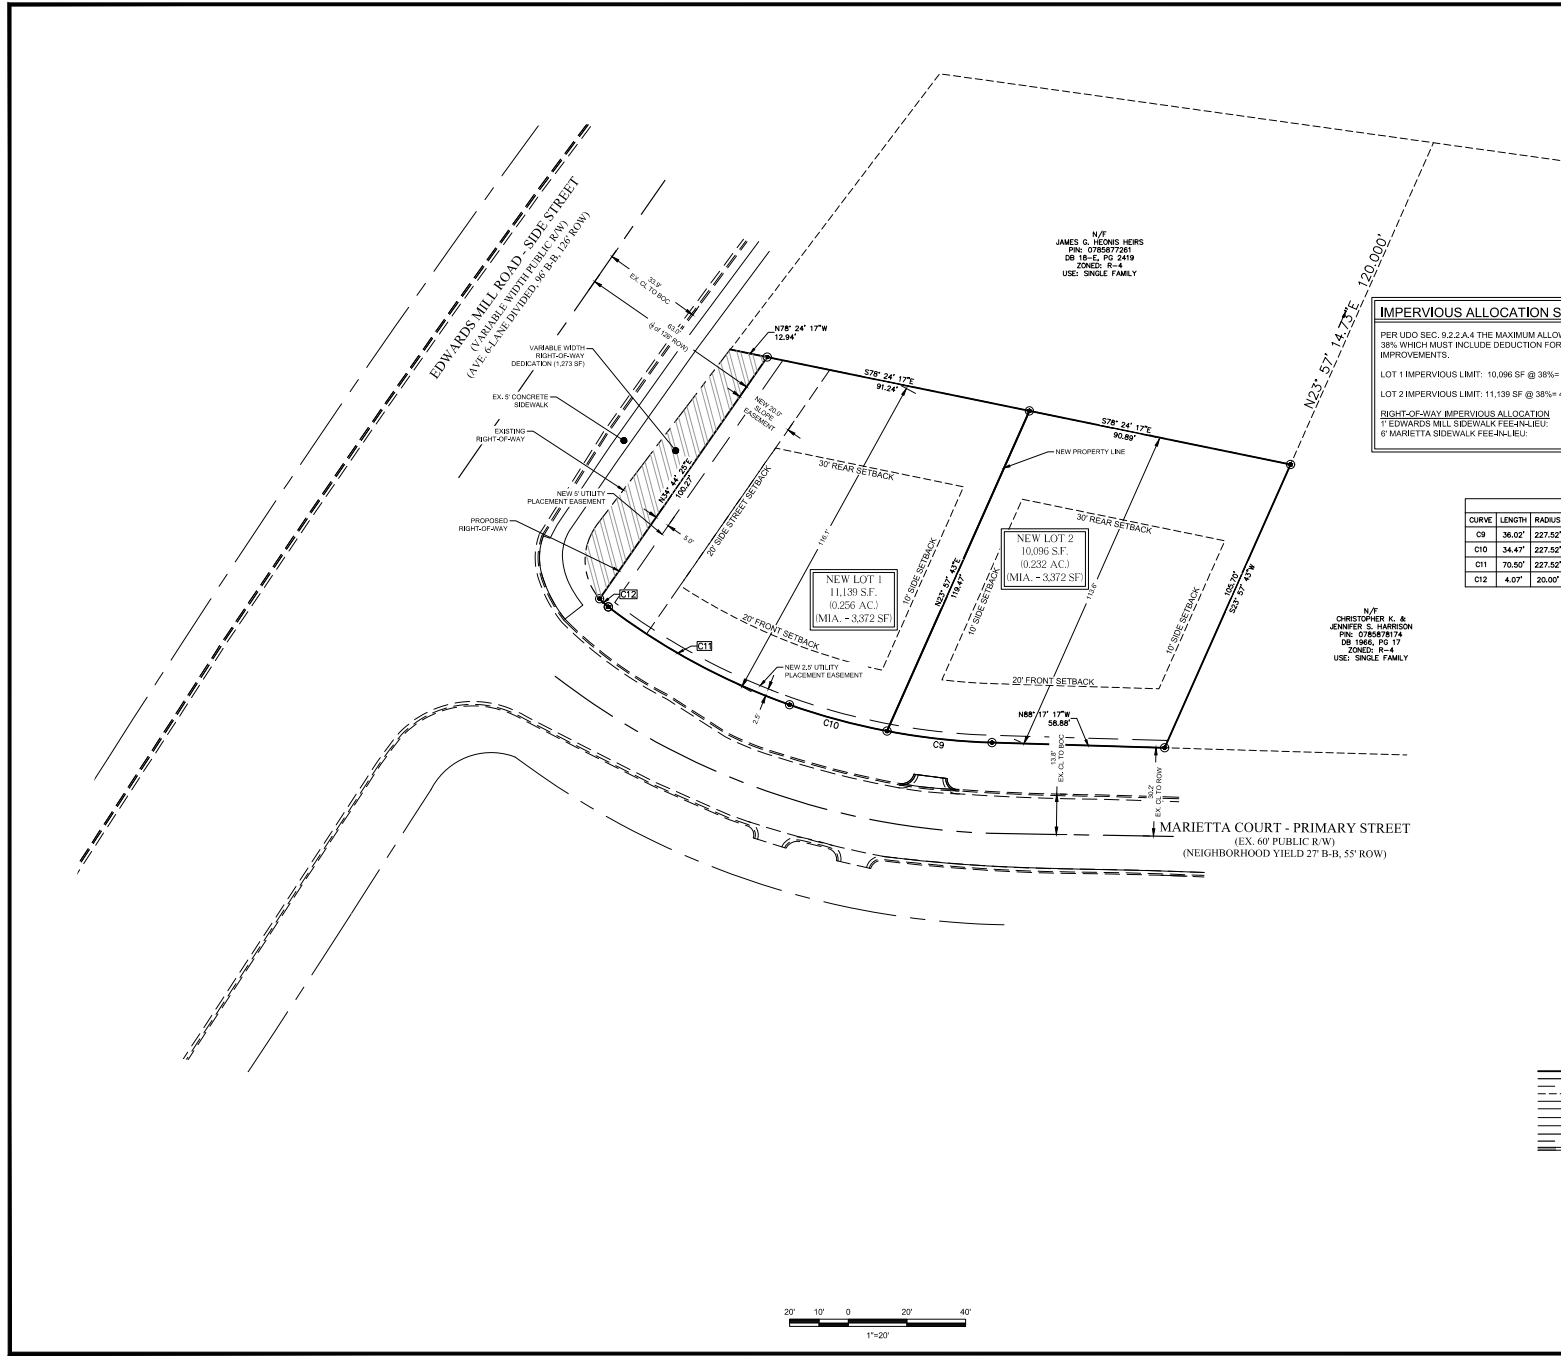 EDWARDS MILL ROAD - SIDE STREET
(VARIABLE WIDTH PUBLIC R/W)
(AVE. 6-LANE DIVIDED, 96' B-B, 126' ROW)
33.9'
EX. CL TO BOC
63.0'
(½ of 126' ROW)
N/F
JAMES G. HEONIS HEIRS
PIN: 0785877261
DB 18-E, PG 2419
ZONED: R-4
USE: SINGLE FAMILY
N23° 57' 14.73"E 120.000'
IMPERVIOUS ALLOCATION S
PER UDO SEC. 9.2.2.A.4 THE MAXIMUM ALLOW
38% WHICH MUST INCLUDE DEDUCTION FOR
IMPROVEMENTS.
LOT 1 IMPERVIOUS LIMIT: 10,096 SF @ 38%=
LOT 2 IMPERVIOUS LIMIT: 11,139 SF @ 38%= 4
RIGHT-OF-WAY IMPERVIOUS ALLOCATION
1' EDWARDS MILL SIDEWALK FEE-IN-LIEU:
6' MARIETTA SIDEWALK FEE-IN-LIEU:
N78° 24' 17"W
12.94'
VARIABLE WIDTH
RIGHT-OF-WAY
DEDICATION (1,273 SF)
S78° 24' 17"E
91.24'
S78° 24' 17"E
90.89'
EX. 5' CONCRETE
SIDEWALK
NEW 20.0'
SLOPE
EASEMENT
EXISTING
RIGHT-OF-WAY
NEW PROPERTY LINE
30' REAR SETBACK
N34° 44' 25"E
100.27'
20' SIDE STREET SETBACK
NEW 5' UTILITY
PLACEMENT EASEMENT
PROPOSED
RIGHT-OF-WAY
5.0'
116.1'
30' REAR SETBACK
CURVE LENGTH RADIUS
C9 36.02' 227.52'
C10 34.47' 227.52'
C11 70.50' 227.52'
C12 4.07' 20.00'
NEW LOT 2
10,096 S.F.
(0.232 AC.)
(MIA. - 3,372 SF)
NEW LOT 1
11,139 S.F.
(0.256 AC.)
(MIA. - 3,372 SF)
10' SIDE SETBACK
N23° 57' 43"E
119.47'
10' SIDE SETBACK
113.6'
10' SIDE SETBACK
105.70'
S23° 57' 43"W
C12
N/F
CHRISTOPHER K. &
JENNIFER S. HARRISON
PIN: 0785878174
DB 1966, PG 17
ZONED: R-4
USE: SINGLE FAMILY
20' FRONT SETBACK
C11
NEW 2.5' UTILITY
PLACEMENT EASEMENT
20' FRONT SETBACK
2.5'
C10
N88° 17' 17"W
58.88'
C9
13.8'
EX. CL TO BOC
30.2'
EX. CL TO ROW
MARIETTA COURT - PRIMARY STREET
(EX. 60' PUBLIC R/W)
(NEIGHBORHOOD YIELD 27' B-B, 55' ROW)
20' 10' 0 20' 40'
1"=20'